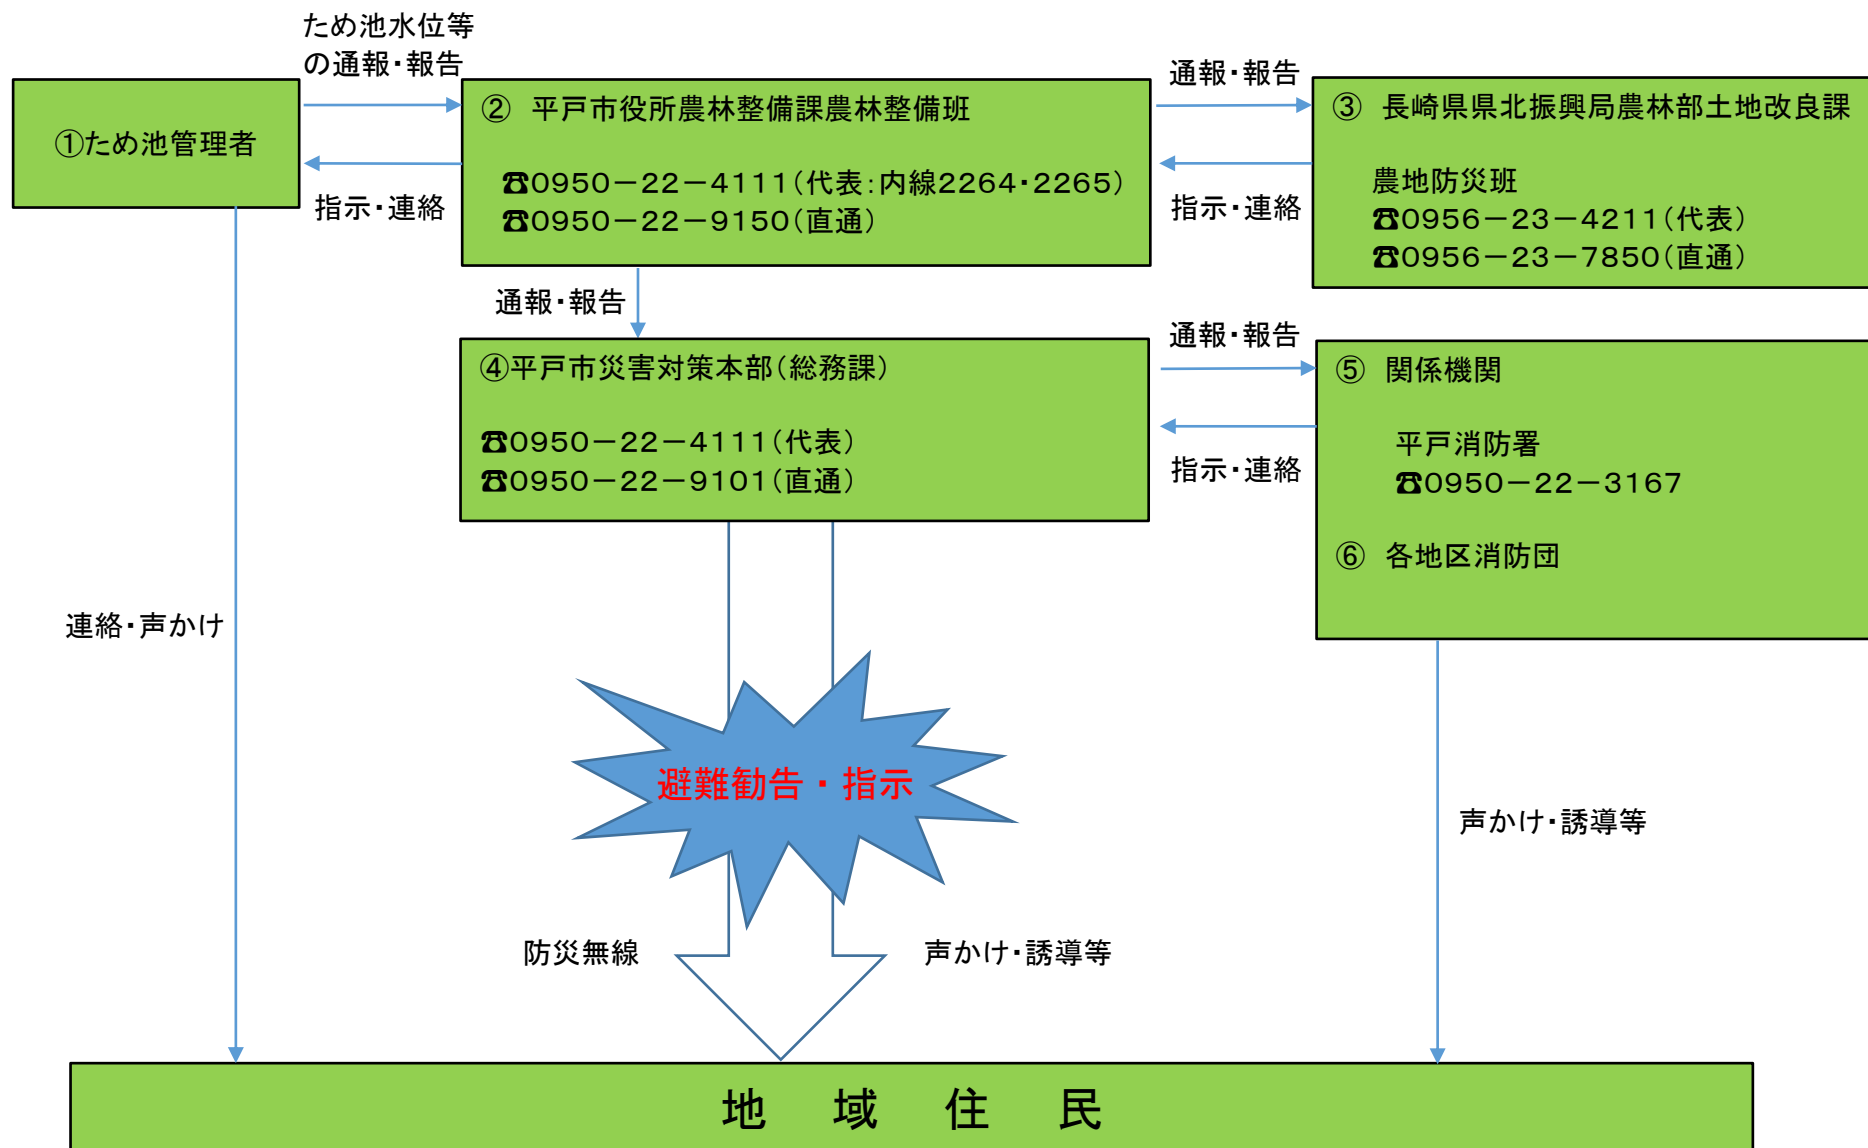 ため池水位等
の通報・報告
①ため池管理者
指示・連絡
② 平戸市役所農林整備課農林整備班
☎0950－22－4111（代表：内線2264・2265）
☎0950－22－9150（直通）
通報・報告
指示・連絡
③ 長崎県県北振興局農林部土地改良課
農地防災班
☎0956－23－4211（代表）
☎0956－23－7850（直通）
通報・報告
④平戸市災害対策本部（総務課）
☎0950－22－4111（代表）
☎0950－22－9101（直通）
通報・報告
指示・連絡
⑤ 関係機関
平戸消防署
☎0950－22－3167
⑥ 各地区消防団
連絡・声かけ
避難勧告・指示
声かけ・誘導等
防災無線
声かけ・誘導等
地 域 住 民